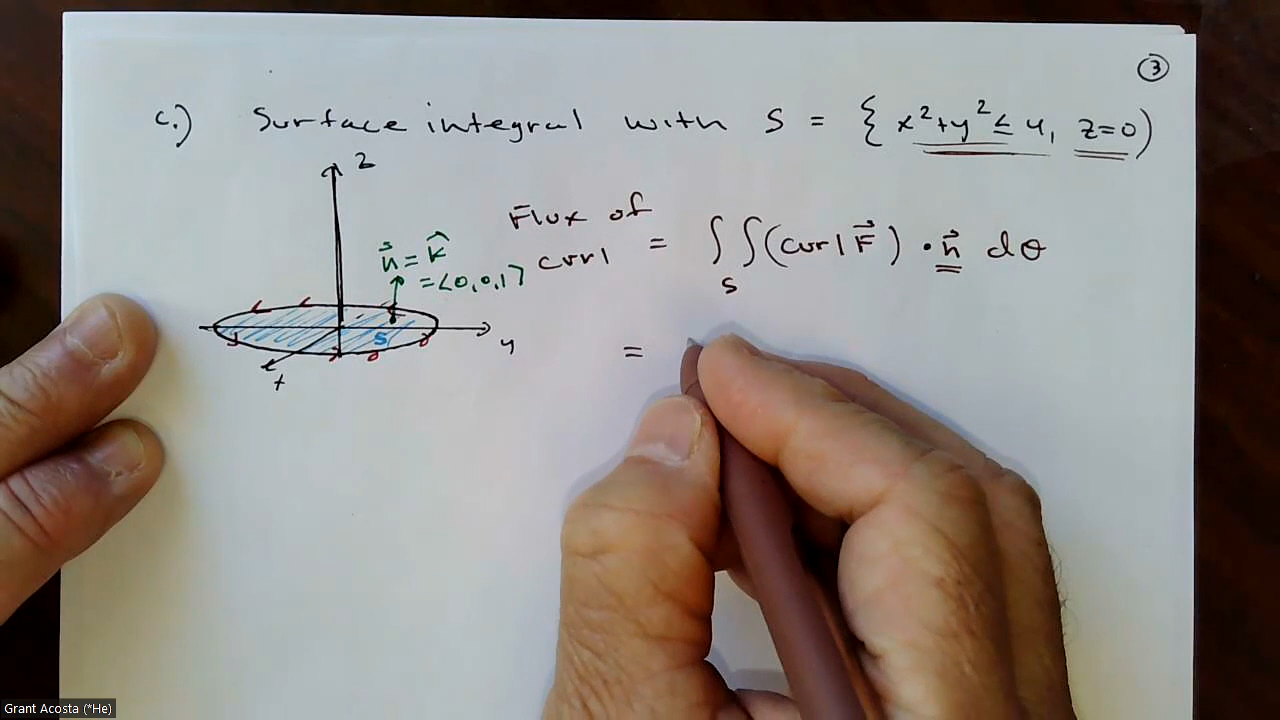 ③
c.) Surface integral with S = { x²+y² ≤ 4, z=0 )
z
Flux of
curl = ∫∫(curl F⃗) · n⃗ dσ
S
n⃗ = k̂
= <0,0,1>
S
y
x
=
Grant Acosta (*He)